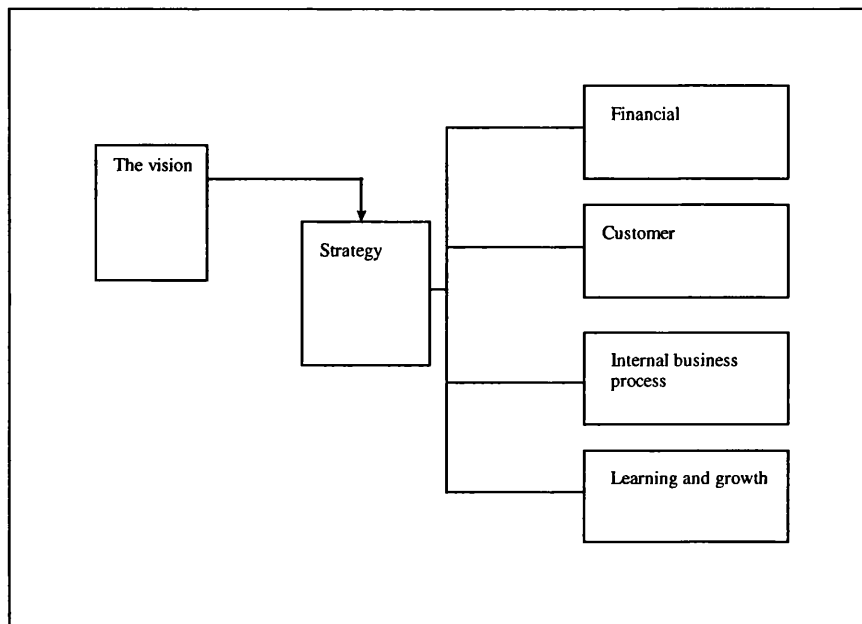 The vision
Strategy
Financial
Customer
Internal business
process
Learning and growth